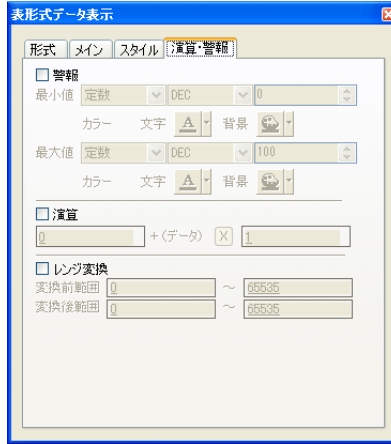 表形式データ表示
形式 メイン スタイル 演算・警報
警報
最小値 定数 DEC 0
カラー 文字 A 背景
最大値 定数 DEC 100
カラー 文字 A 背景
演算
0 +(データ) X 1
レンジ変換
変換前範囲 0 ～ 65535
変換後範囲 0 ～ 65535